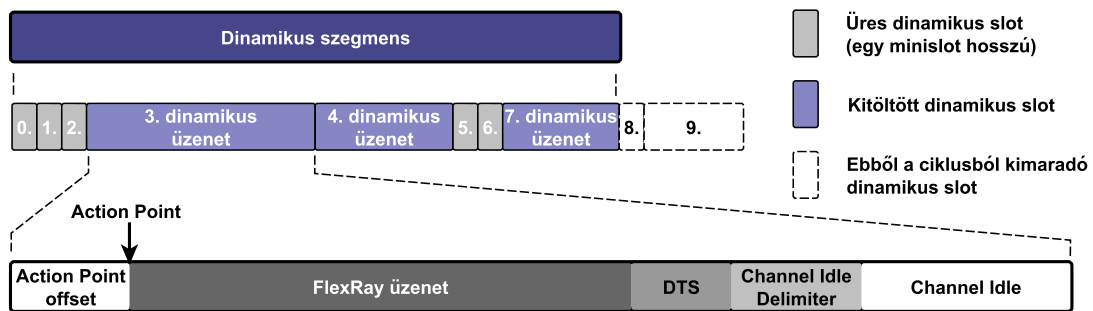 Dinamikus szegmens
Üres dinamikus slot
(egy minislot hosszú)
0. 1. 2. 3. dinamikus
üzenet
4. dinamikus
üzenet
5. 6. 7. dinamikus
üzenet
8. 9.
Kitöltött dinamikus slot
Ebből a ciklusból kimaradó
dinamikus slot
Action Point
Action Point
offset
FlexRay üzenet
DTS
Channel Idle
Delimiter
Channel Idle